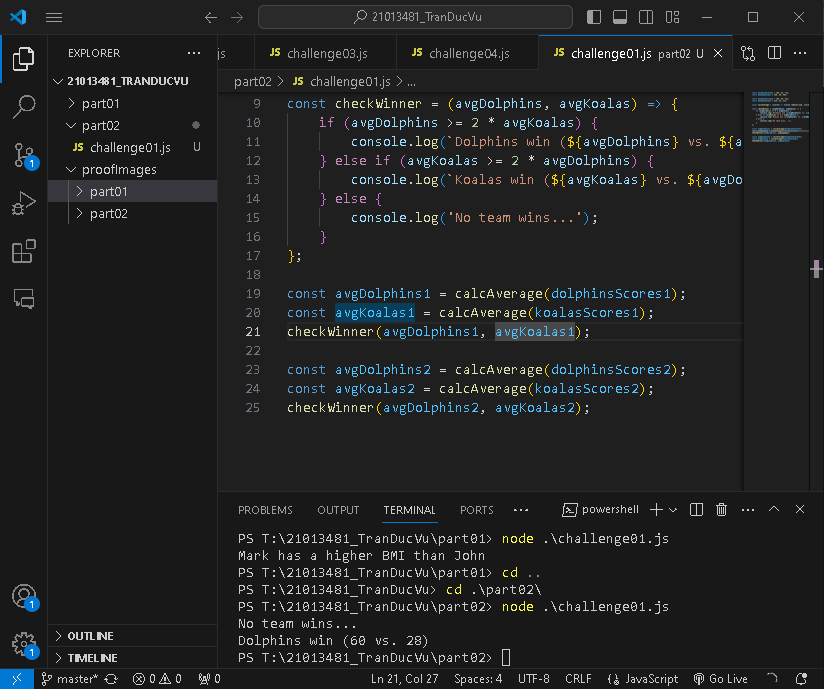 21013481_TranDucVu
EXPLORER
21013481_TRANDUCVU
part01
part02
JS challenge01.js U
proofImages
part01
part02
OUTLINE
TIMELINE
js
JS challenge03.js
JS challenge04.js
JS challenge01.js part02 U
part02 > JS challenge01.js > ...
9 const checkWinner = (avgDolphins, avgKoalas) => {
10 if (avgDolphins >= 2 * avgKoalas) {
11 console.log(`Dolphins win (${avgDolphins} vs. ${a
12 } else if (avgKoalas >= 2 * avgDolphins) {
13 console.log(`Koalas win (${avgKoalas} vs. ${avgDo
14 } else {
15 console.log('No team wins...');
16 }
17 };
18
19 const avgDolphins1 = calcAverage(dolphinsScores1);
20 const avgKoalas1 = calcAverage(koalasScores1);
21 checkWinner(avgDolphins1, avgKoalas1);
22
23 const avgDolphins2 = calcAverage(dolphinsScores2);
24 const avgKoalas2 = calcAverage(koalasScores2);
25 checkWinner(avgDolphins2, avgKoalas2);
PROBLEMS OUTPUT TERMINAL PORTS ... powershell
PS T:\21013481_TranDucVu\part01> node .\challenge01.js
Mark has a higher BMI than John
PS T:\21013481_TranDucVu\part01> cd ..
PS T:\21013481_TranDucVu> cd .\part02\
PS T:\21013481_TranDucVu\part02> node .\challenge01.js
No team wins...
Dolphins win (60 vs. 28)
PS T:\21013481_TranDucVu\part02>
1
1
1
master* 0 0 0 Ln 21, Col 27 Spaces: 4 UTF-8 CRLF JavaScript Go Live